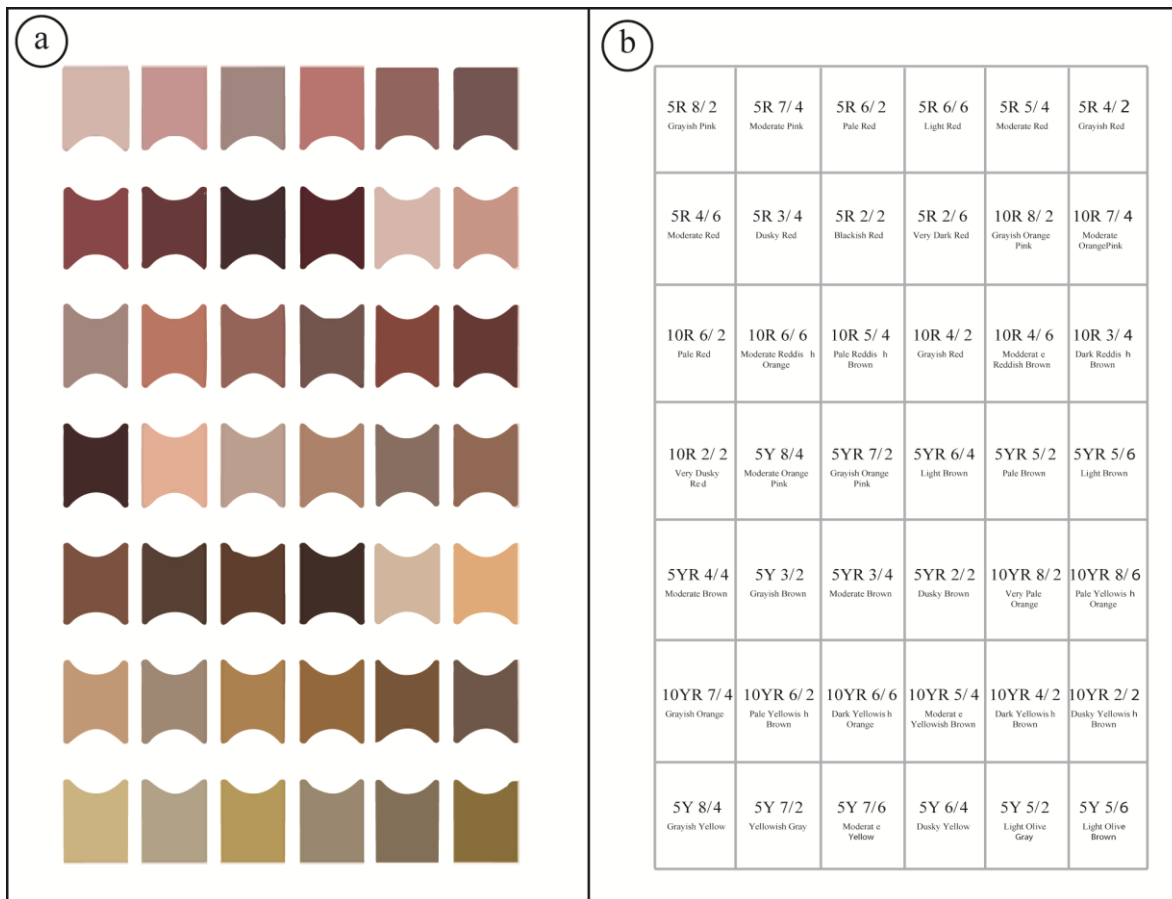 a
b
5R 8/2 5R 7/4 5R 6/2 5R 6/6 5R 5/4 5R 4/2
Grayish Pink Moderate Pink Pale Red Light Red Moderate Red Grayish Red
5R 4/6 5R 3/4 5R 2/2 5R 2/6 10R 8/2 10R 7/4
Moderate Red Dusky Red Blackish Red Very Dark Red Grayish Orange Moderate
Pink OrangePink
10R 6/2 10R 6/6 10R 5/4 10R 4/2 10R 4/6 10R 3/4
Pale Red Moderate Reddis h Pale Reddis h Grayish Red Modderat e Dark Reddis h
Orange Brown Reddish Brown Brown
10R 2/2 5Y 8/4 5YR 7/2 5YR 6/4 5YR 5/2 5YR 5/6
Very Dusky Moderate Orange Grayish Orange Light Brown Pale Brown Light Brown
Red Pink Pink
5YR 4/4 5Y 3/2 5YR 3/4 5YR 2/2 10YR 8/2 10YR 8/6
Moderate Brown Grayish Brown Moderate Brown Dusky Brown Very Pale Pale Yellowis h
Orange Orange
10YR 7/4 10YR 6/2 10YR 6/6 10YR 5/4 10YR 4/2 10YR 2/2
Grayish Orange Pale Yellowis h Dark Yellowis h Moderat e Dark Yellowis h Dusky Yellowis h
Brown Orange Yellowish Brown Brown Brown
5Y 8/4 5Y 7/2 5Y 7/6 5Y 6/4 5Y 5/2 5Y 5/6
Grayish Yellow Yellowish Gray Moderat e Dusky Yellow Light Olive Light Olive
Yellow Gray Brown